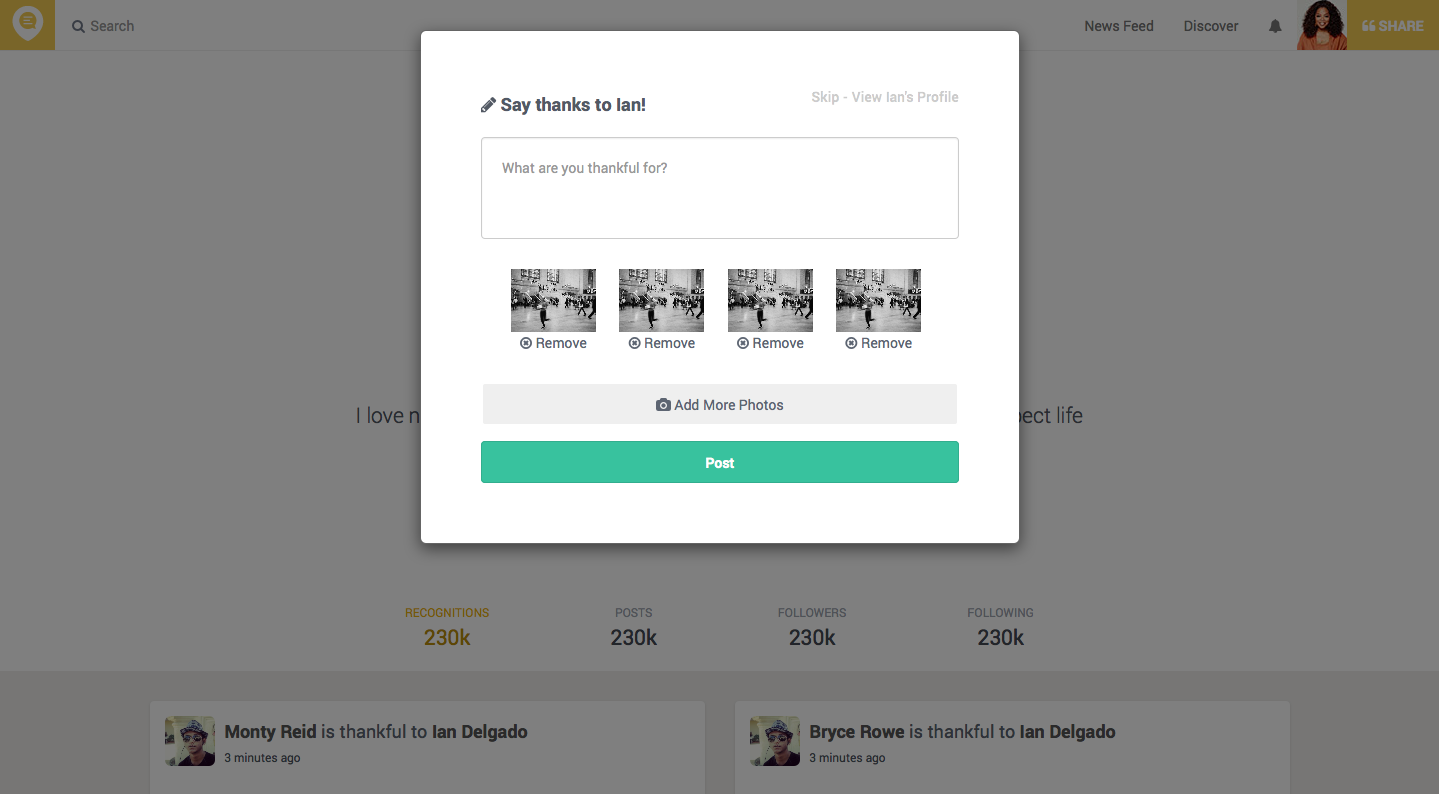 Search
News Feed
Discover
SHARE
Say thanks to Ian!
Skip - View Ian's Profile
What are you thankful for?
Remove
Remove
Remove
Remove
Add More Photos
I love
life
Post
RECOGNITIONS
POSTS
FOLLOWERS
FOLLOWING
230k
230k
230k
230k
Monty Reid is thankful to Ian Delgado
3 minutes ago
Bryce Rowe is thankful to Ian Delgado
3 minutes ago